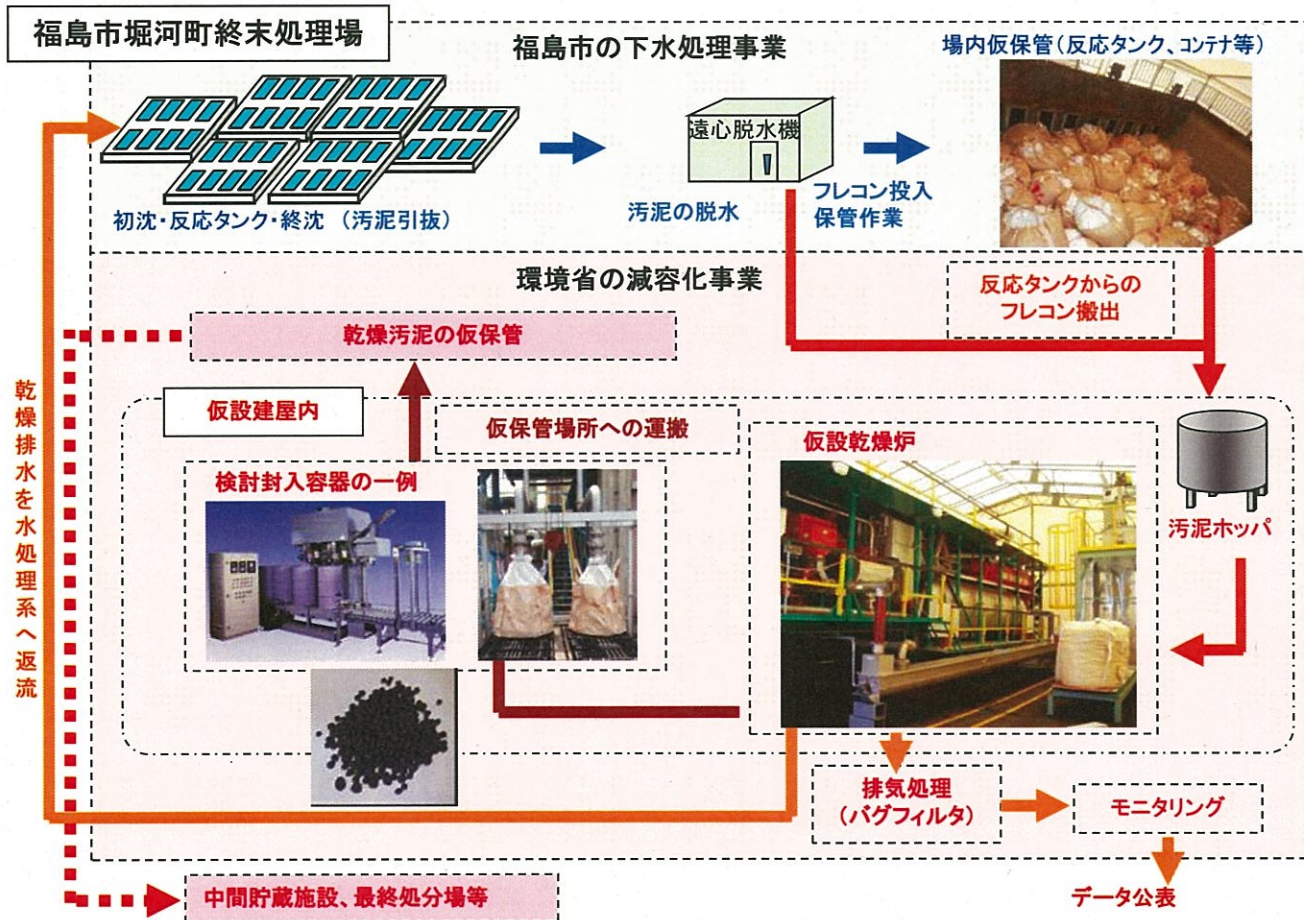 福島市堀河町終末処理場
福島市の下水処理事業
場内仮保管（反応タンク、コンテナ等）
遠心脱水機
初沈・反応タンク・終沈 （汚泥引抜）
汚泥の脱水
フレコン投入
保管作業
環境省の減容化事業
反応タンクからの
フレコン搬出
乾燥汚泥の仮保管
仮設建屋内
仮保管場所への運搬
検討封入容器の一例
仮設乾燥炉
汚泥ホッパ
乾燥排水を水処理系へ返流
排気処理
（バグフィルタ）
モニタリング
データ公表
中間貯蔵施設、最終処分場等